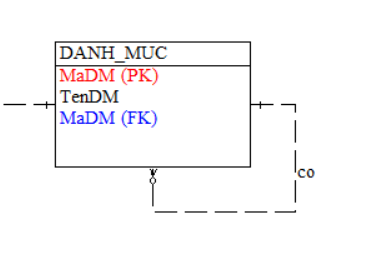 DANH_MUC
MaDM (PK)
TenDM
MaDM (FK)
co